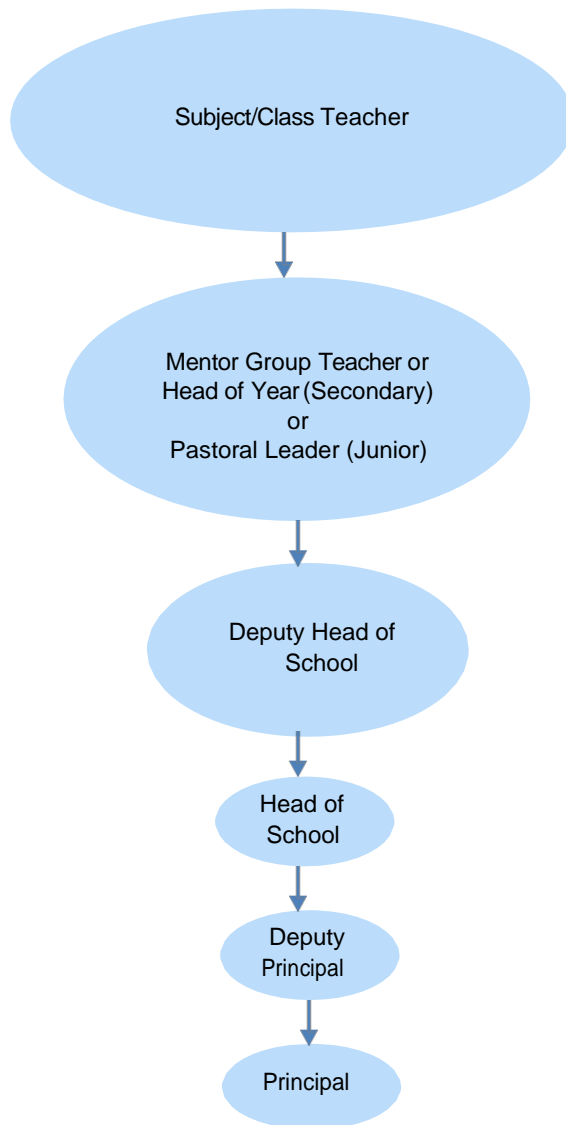 Subject/Class Teacher
Mentor Group Teacher or
Head of Year (Secondary)
or
Pastoral Leader (Junior)
Deputy Head of
School
Head of
School
Deputy
Principal
Principal